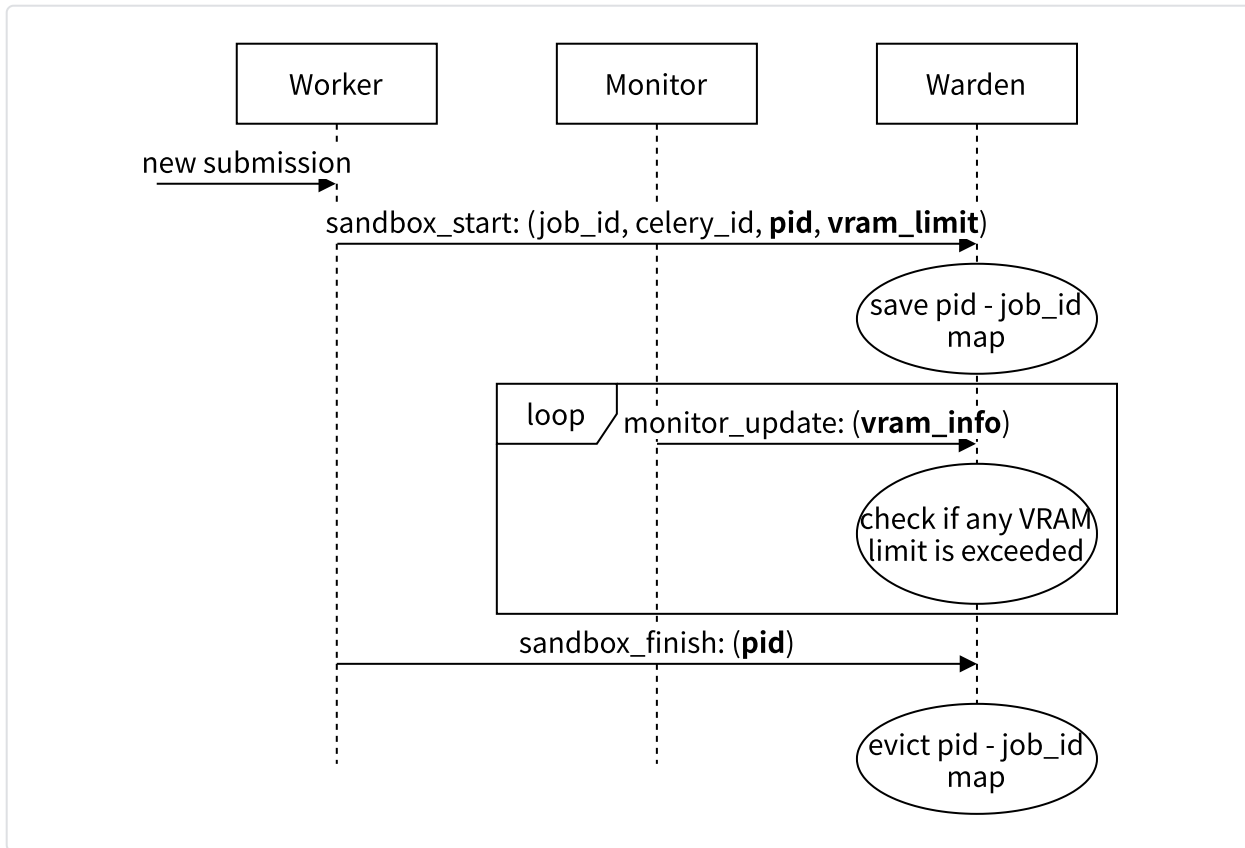 Worker
Monitor
Warden
new submission
sandbox_start: (job_id, celery_id, pid, vram_limit)
save pid - job_id
map
loop
monitor_update: (vram_info)
check if any VRAM
limit is exceeded
sandbox_finish: (pid)
evict pid - job_id
map